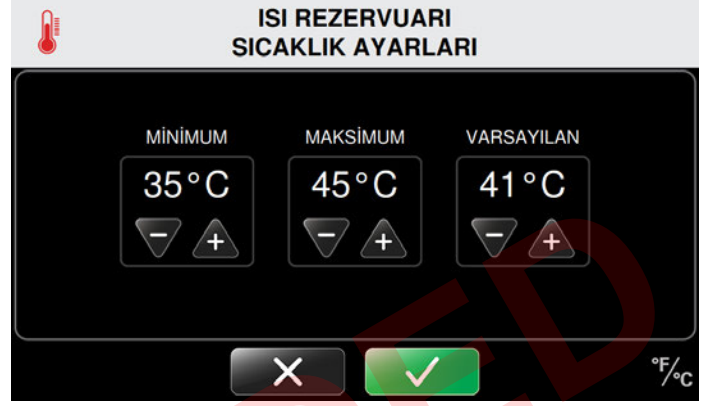 ISI REZERVUARI
SICAKLIK AYARLARI
MİNİMUM MAKSİMUM VARSAYILAN
35°C 45°C 41°C
− + − + − +
°F/°C